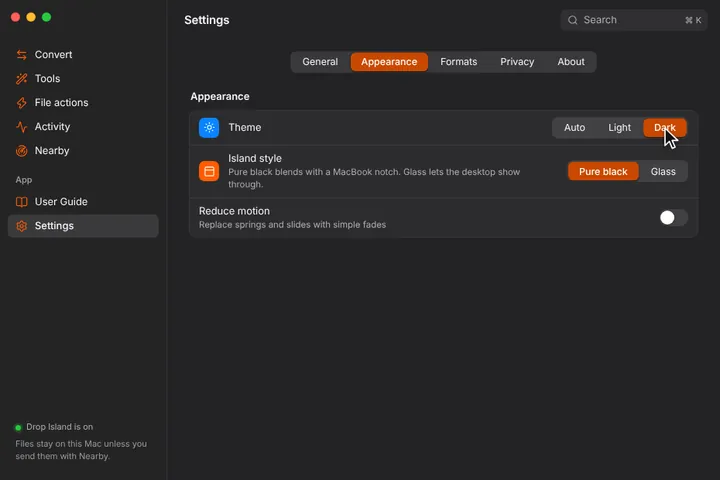 Settings
Search
⌘ K
Convert
Tools
File actions
Activity
Nearby
App
User Guide
Settings
Drop Island is on
Files stay on this Mac unless you
send them with Nearby.
General
Appearance
Formats
Privacy
About
Appearance
Theme
Auto
Light
Dark
Island style
Pure black blends with a MacBook notch. Glass lets the desktop show
through.
Pure black
Glass
Reduce motion
Replace springs and slides with simple fades